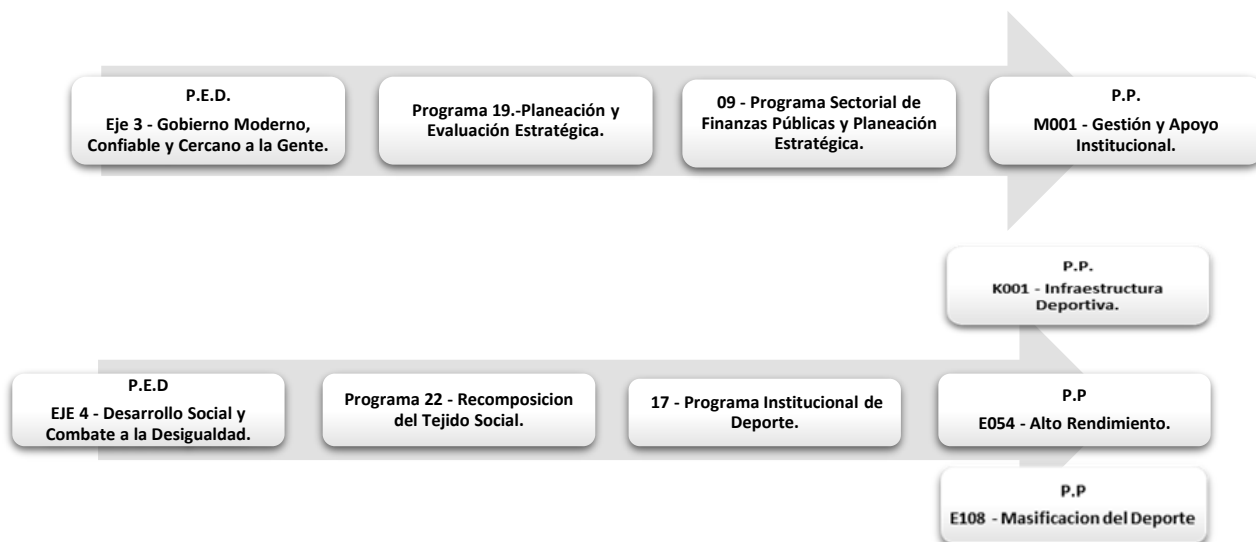 P.E.D.
Eje 3 - Gobierno Moderno,
Confiable y Cercano a la Gente.
Programa 19.-Planeación y
Evaluación Estratégica.
09 - Programa Sectorial de
Finanzas Públicas y Planeación
Estratégica.
P.P.
M001 - Gestión y Apoyo
Institucional.
P.P.
K001 - Infraestructura
Deportiva.
P.E.D
EJE 4 - Desarrollo Social y
Combate a la Desigualdad.
Programa 22 - Recomposicion
del Tejido Social.
17 - Programa Institucional de
Deporte.
P.P
E054 - Alto Rendimiento.
P.P
E108 - Masificacion del Deporte